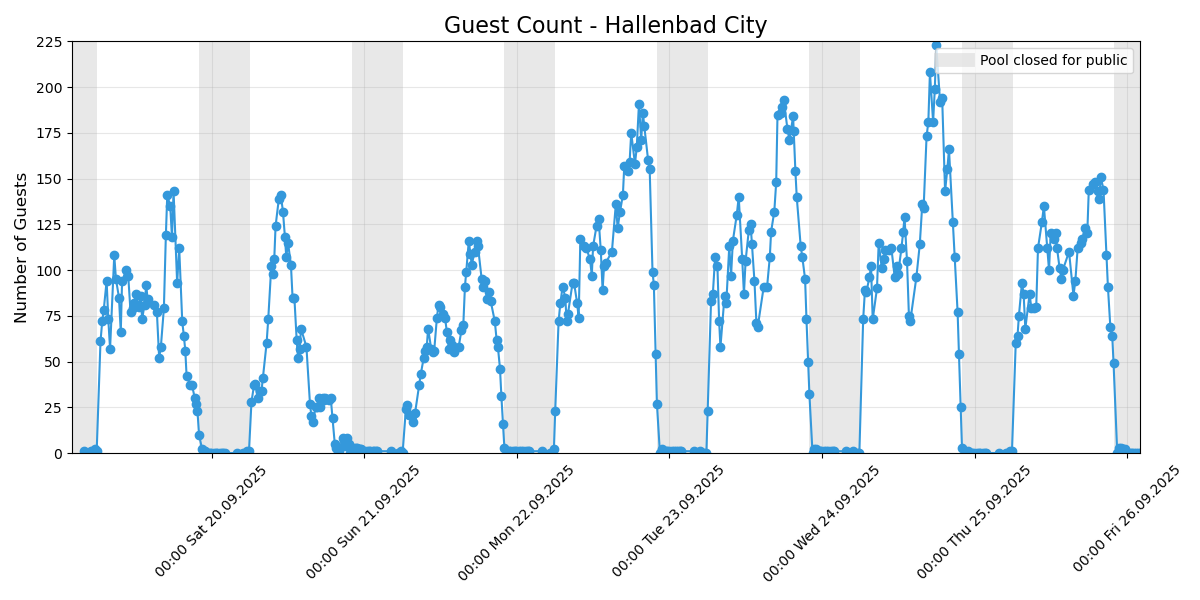 Guest Count - Hallenbad City
Number of Guests
225
200
175
150
125
100
75
50
25
0
Pool closed for public
00:00 Sat 20.09.2025
00:00 Sun 21.09.2025
00:00 Mon 22.09.2025
00:00 Tue 23.09.2025
00:00 Wed 24.09.2025
00:00 Thu 25.09.2025
00:00 Fri 26.09.2025